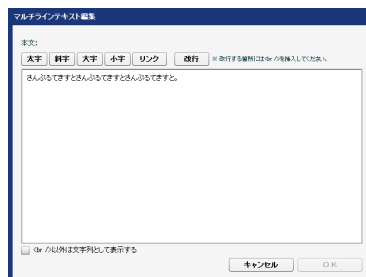 マルチラインテキスト編集
本文:
太字 斜字 大字 小字 リンク 改行 ※ 改行する箇所には<br />を挿入してください。
さんぷるてきすとさんぷるてきすとさんぷるてきすと。
<br />以外は文字列として表示する
キャンセル OK